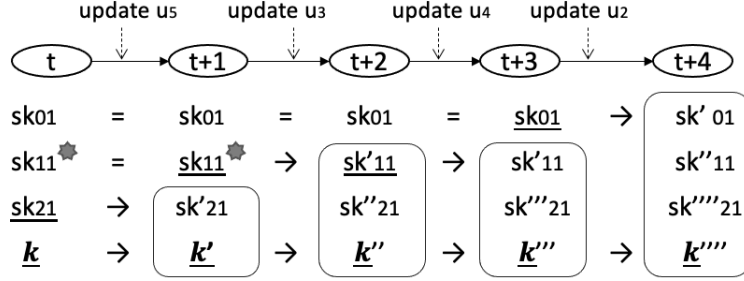 update u5 update u3 update u4 update u2
t t+1 t+2 t+3 t+4
sk01 = sk01 = sk01 = sk01 → sk′01
sk11 = sk11 → sk′11 → sk′11 sk′′11
sk21 → sk′21 sk′′21 sk′′′21 sk′′′′21
k → k′ → k′′ → k′′′ → k′′′′